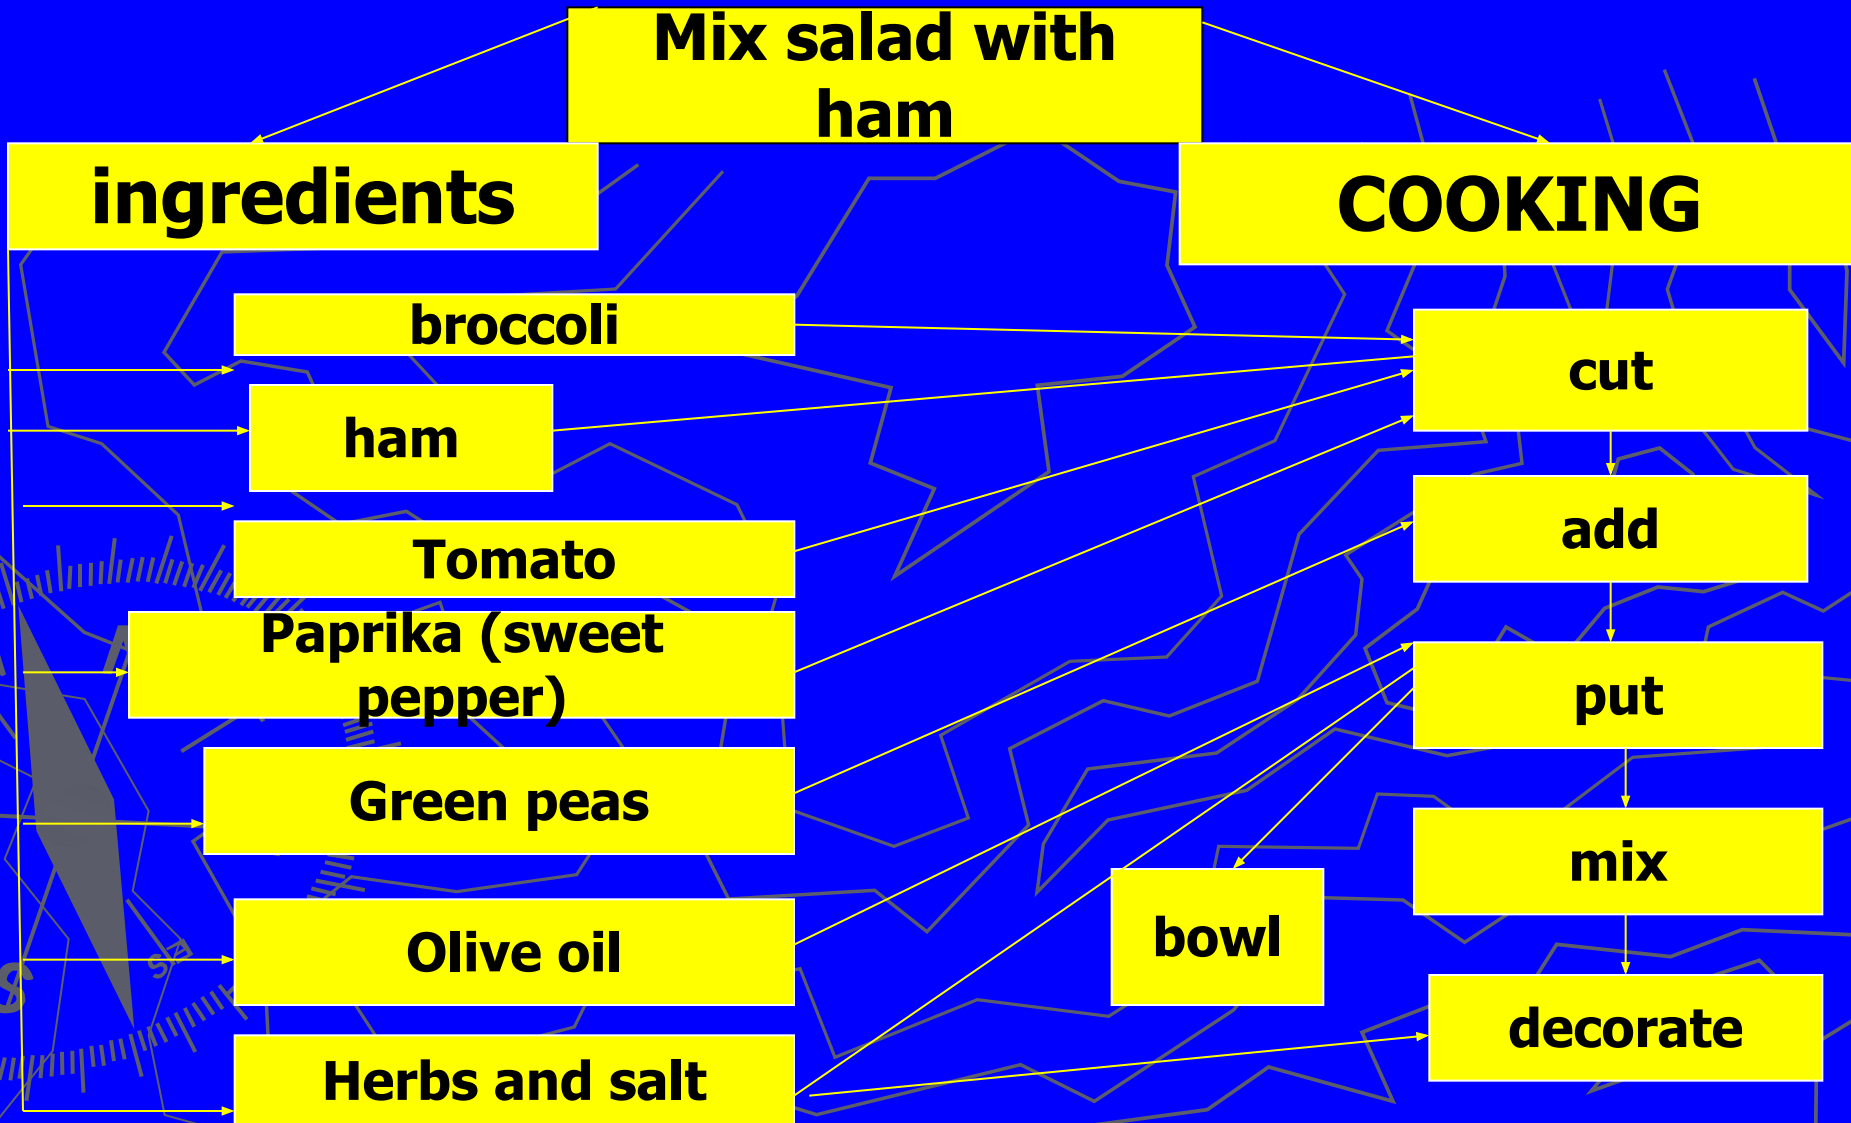 Mix salad with
ham
ingredients
COOKING
broccoli
cut
ham
add
Tomato
Paprika (sweet
pepper)
put
Green peas
mix
bowl
Olive oil
decorate
Herbs and salt
S
SE